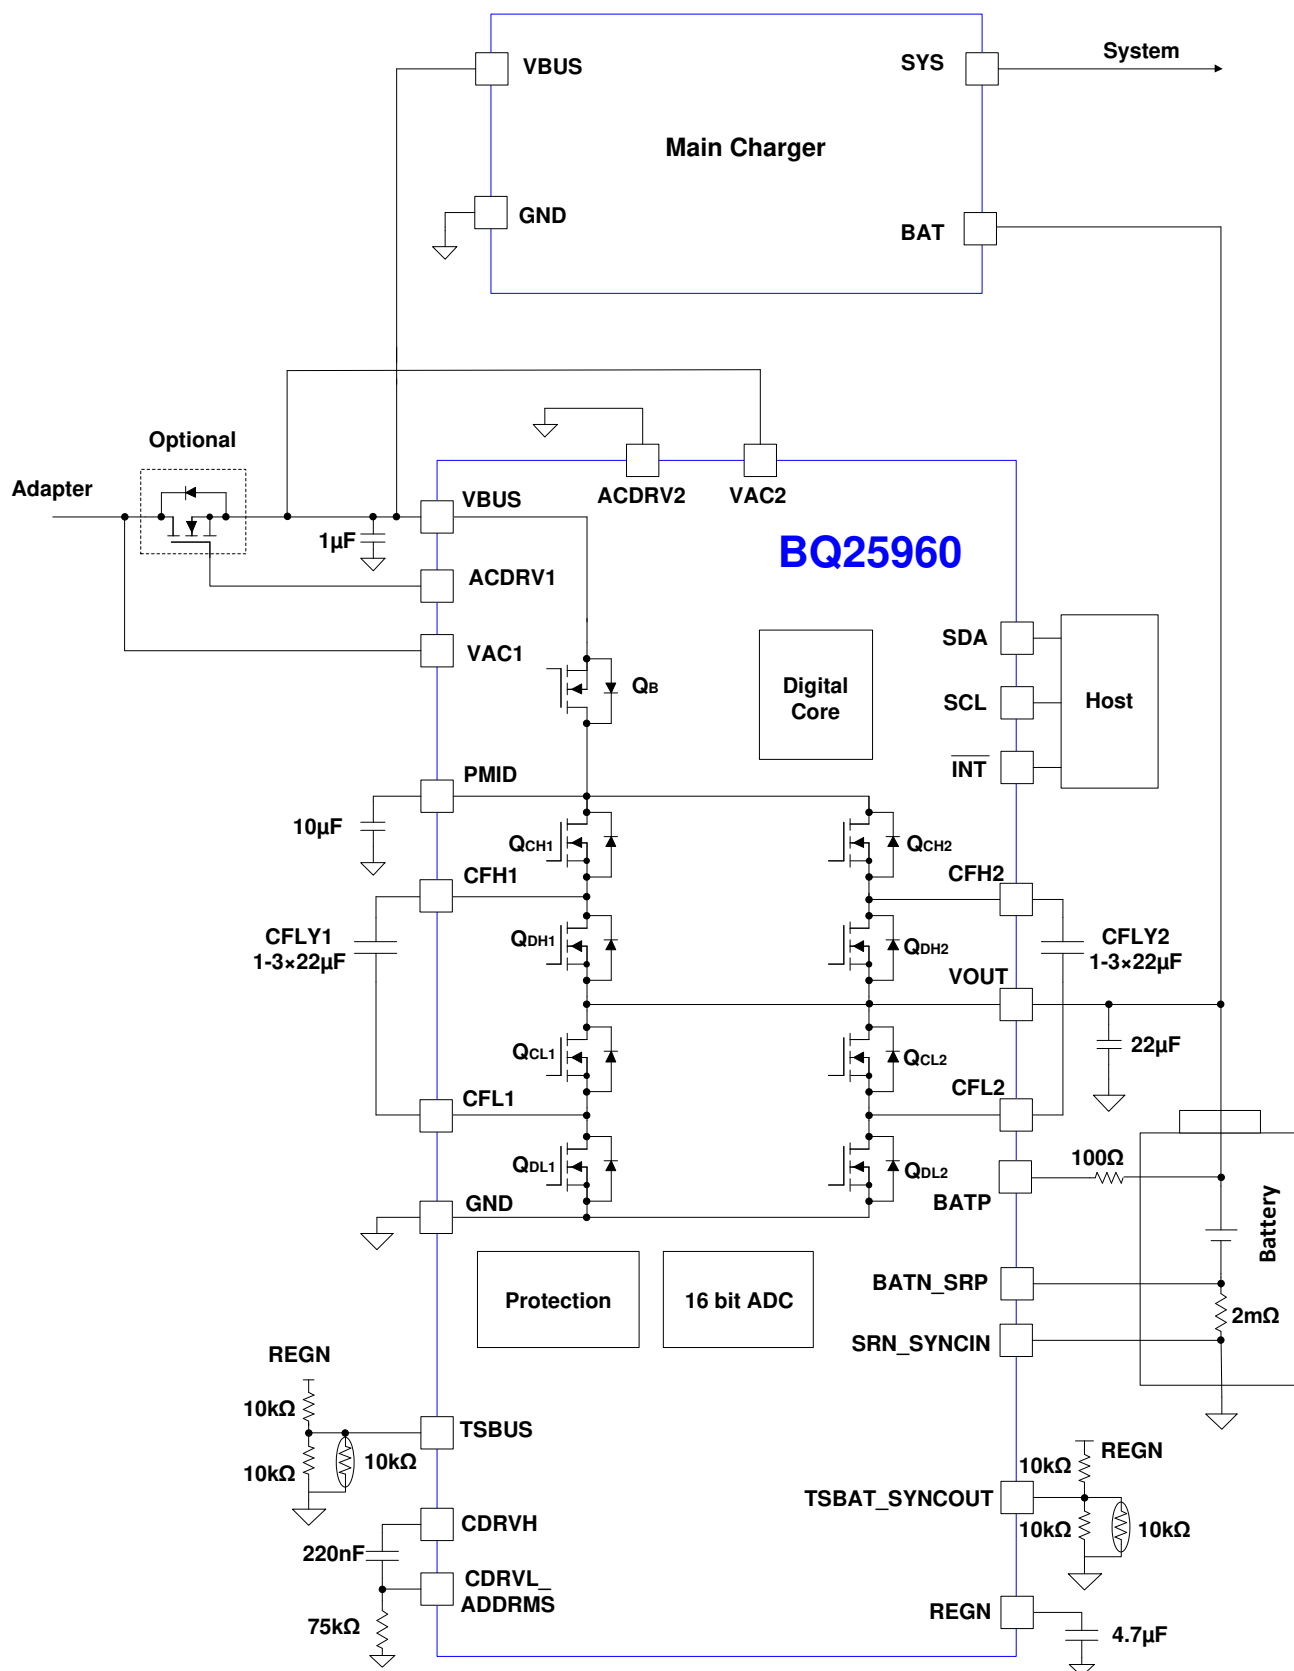 VBUS
SYS
System
Main Charger
GND
BAT
Optional
Adapter
VBUS
ACDRV2
VAC2
1µF
BQ25960
ACDRV1
VAC1
QB
Digital
Core
SDA
SCL
INT
Host
PMID
10µF
QCH1
QCH2
CFH1
CFH2
CFLY1
1-3×22µF
QDH1
QDH2
CFLY2
1-3×22µF
VOUT
QCL1
QCL2
22µF
CFL1
CFL2
QDL1
QDL2
100Ω
BATP
GND
Battery
Protection
16 bit ADC
BATN_SRP
2mΩ
SRN_SYNCIN
REGN
10kΩ
TSBUS
10kΩ
10kΩ
REGN
10kΩ
TSBAT_SYNCOUT
10kΩ
10kΩ
CDRVH
220nF
CDRVL_
ADDRMS
75kΩ
REGN
4.7µF